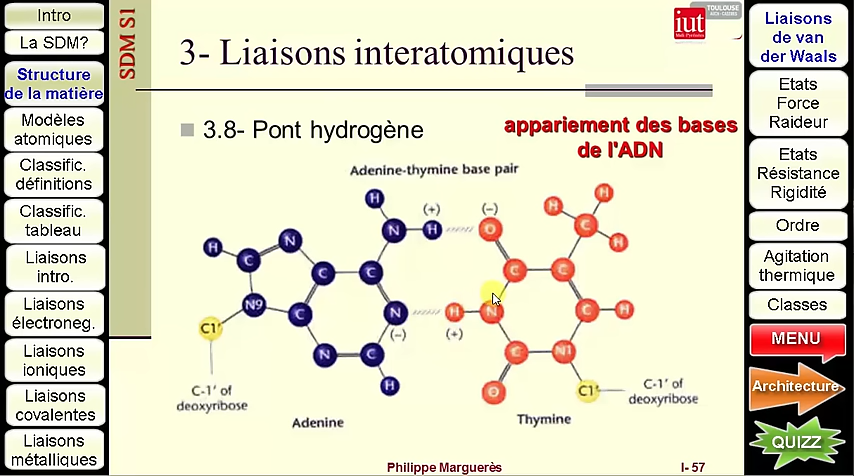 Intro
La SDM?
Structure
de la matière
Modèles
atomiques
Classific.
définitions
Classific.
tableau
Liaisons
intro.
Liaisons
électroneg.
Liaisons
ioniques
Liaisons
covalentes
Liaisons
métalliques
SDM S1
3- Liaisons interatomiques
iut
TOULOUSE
3.8- Pont hydrogène
appariement des bases
de l'ADN
Adenine-thymine base pair
H
(+)
(-)
H
H
H
N
H
O
C
H
N
C
C
C
C
C
N9
C
N
H
N
C
H
C1'
(-)
(+)
N
C
C
N1
H
O
C1'
C-1' of
deoxyribose
C-1' of
deoxyribose
Adenine
Thymine
Philippe Marguerès
I- 57
Liaisons
de van
der Waals
Etats
Force
Raideur
Etats
Résistance
Rigidité
Ordre
Agitation
thermique
Classes
MENU
Architecture
QUIZZ